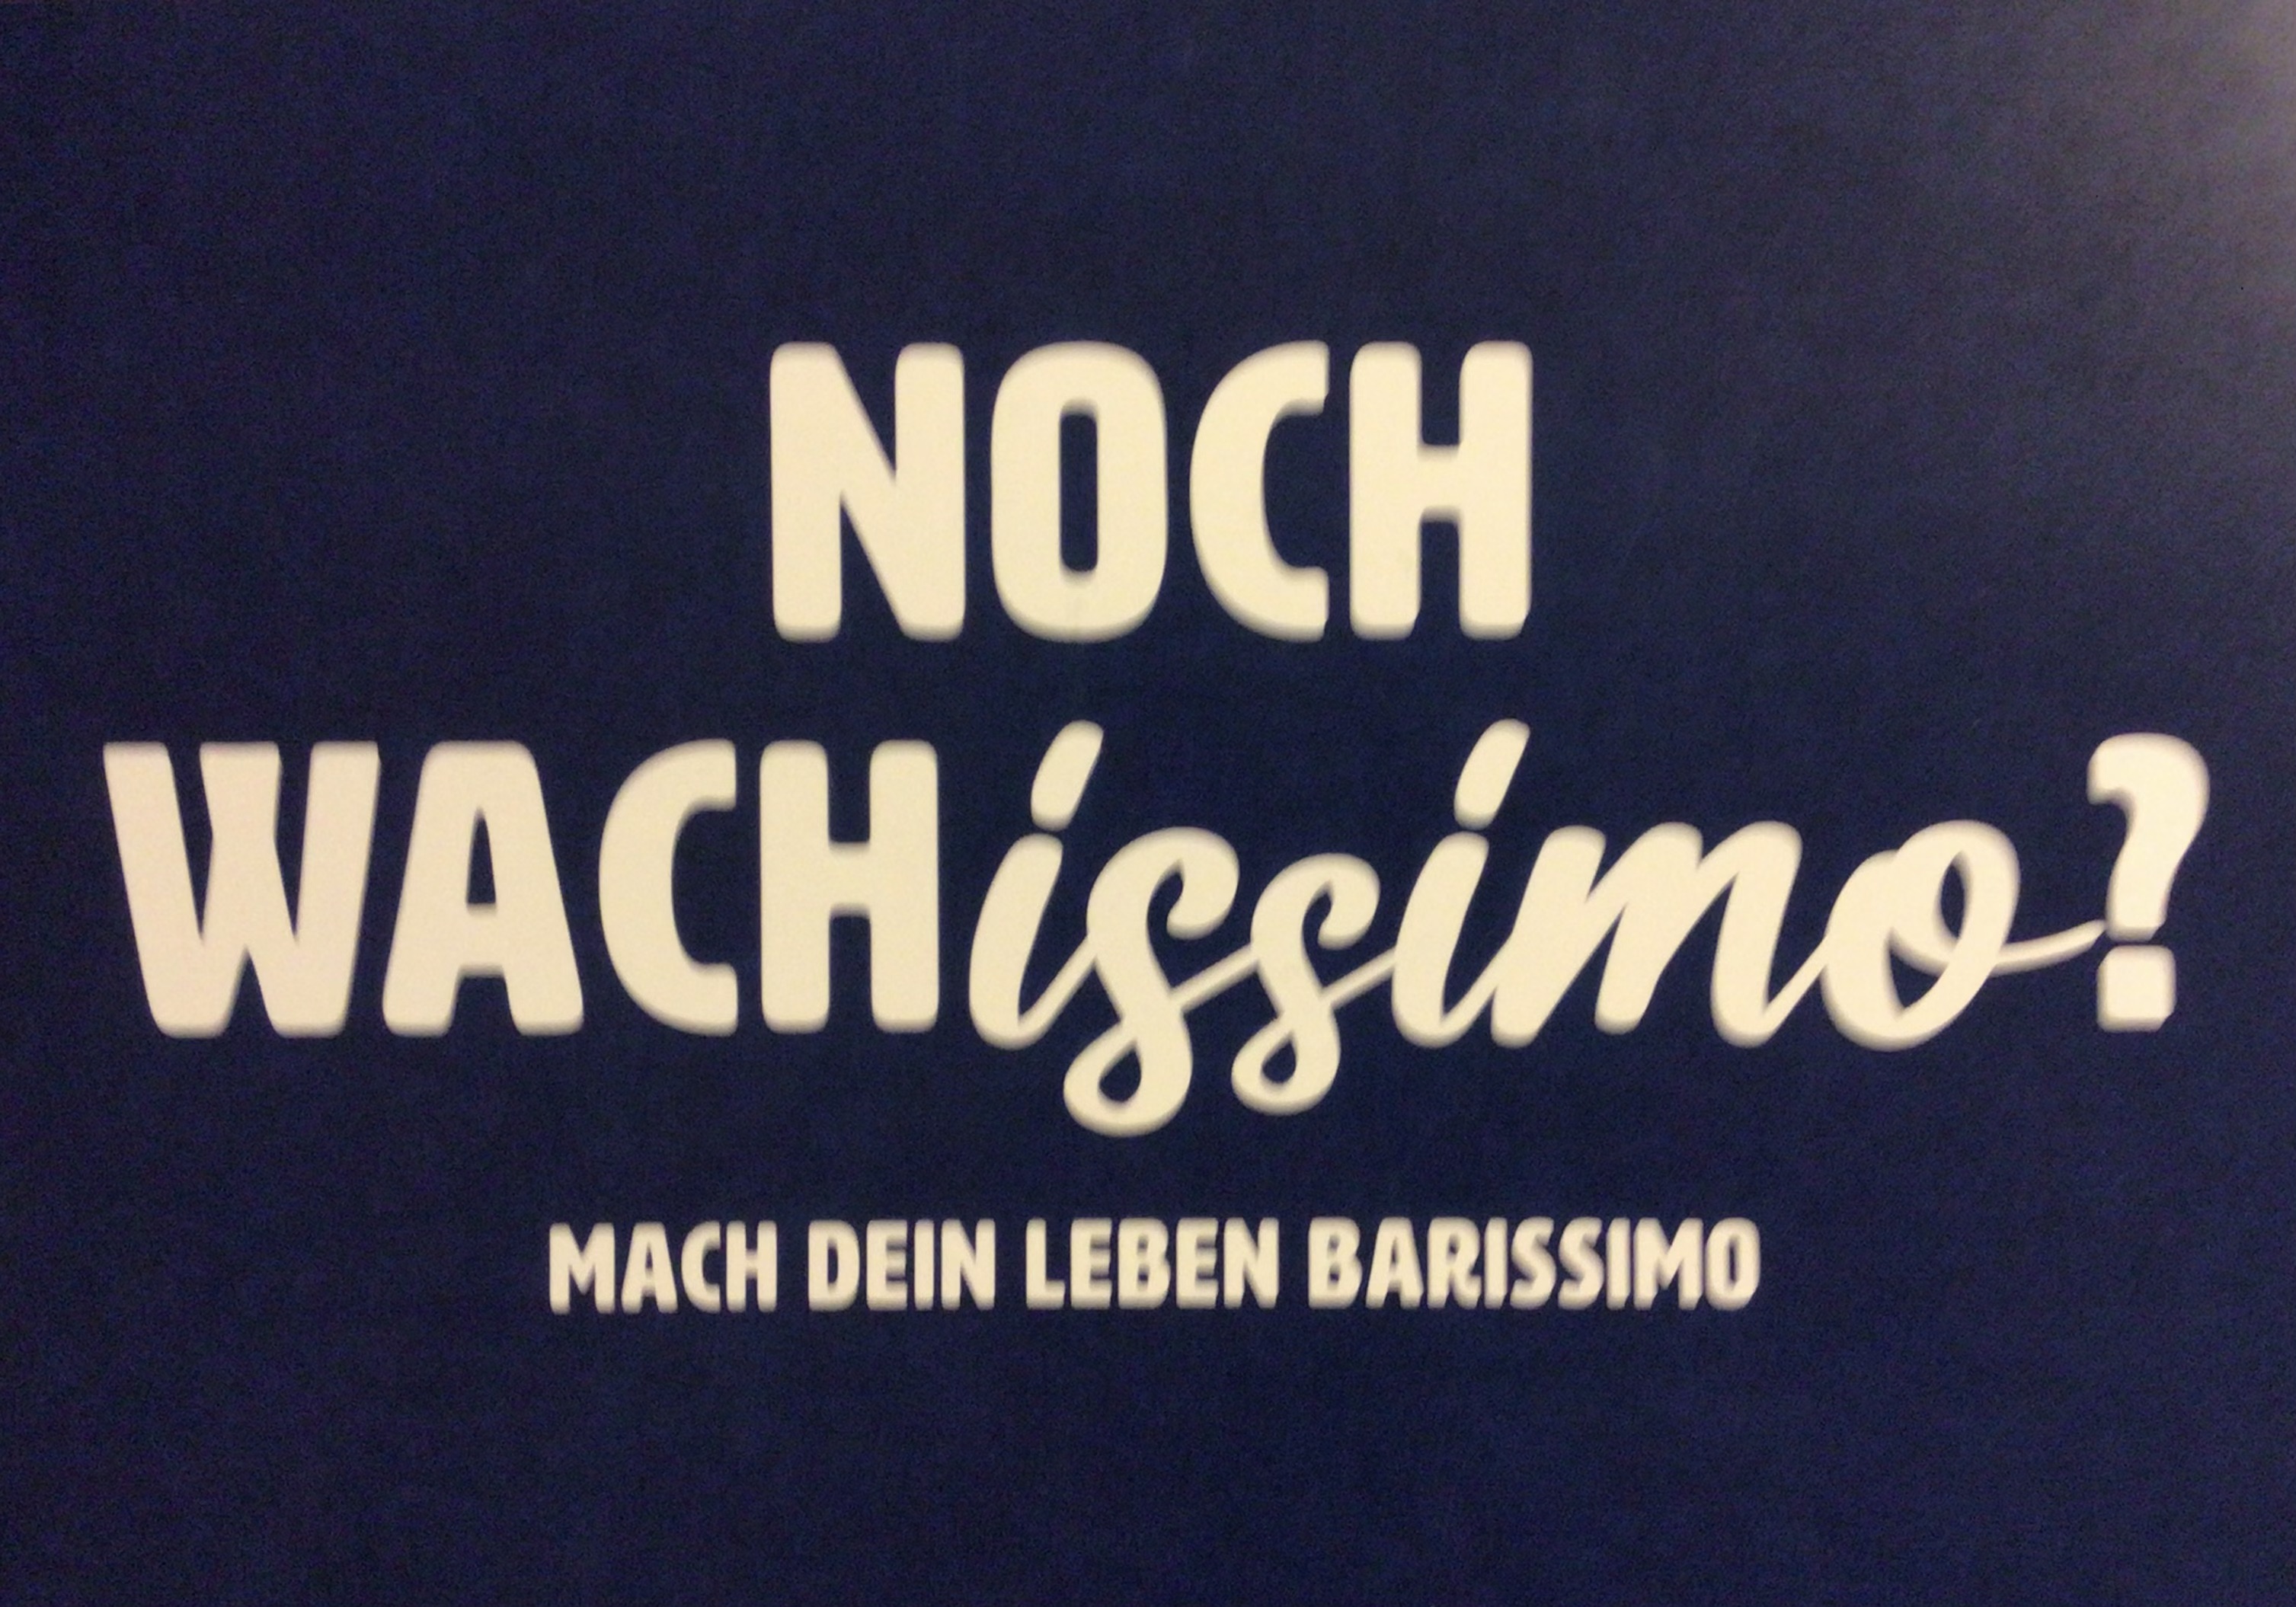 NOCH
WACHissimo?
MACH DEIN LEBEN BARISSIMO